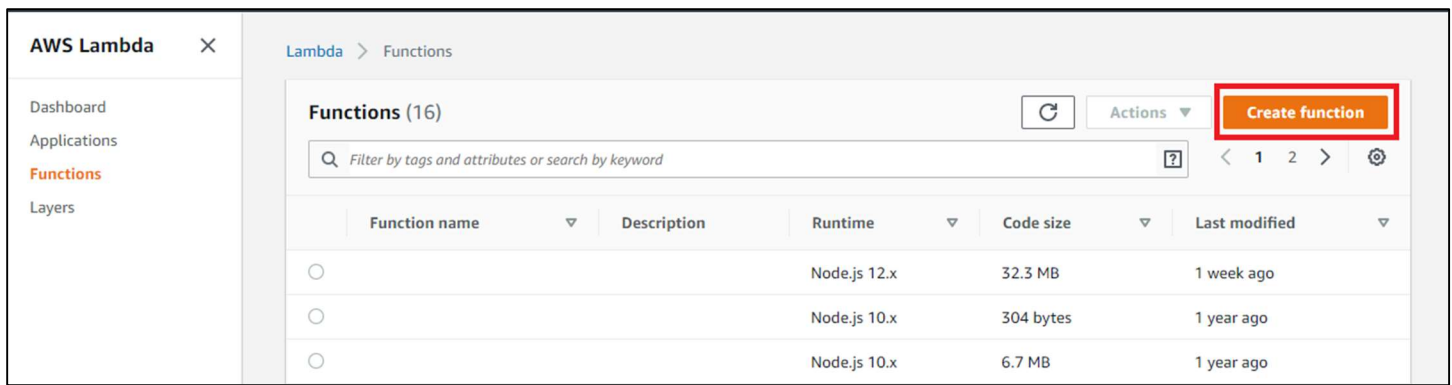 AWS Lambda
Dashboard
Applications
Functions
Layers
Lambda > Functions
Functions (16)
Actions
Create function
Filter by tags and attributes or search by keyword
1 2
Function name Description Runtime Code size Last modified
Node.js 12.x 32.3 MB 1 week ago
Node.js 10.x 304 bytes 1 year ago
Node.js 10.x 6.7 MB 1 year ago